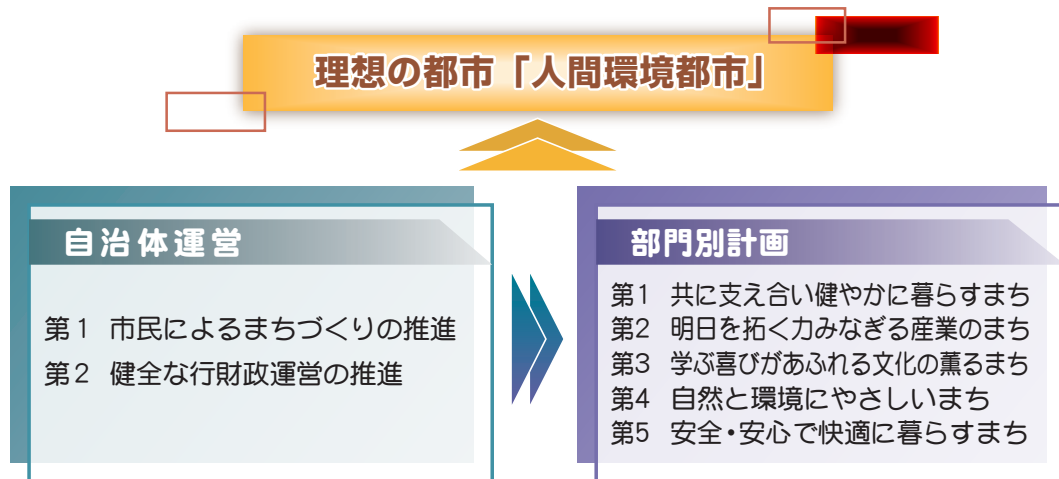 理想の都市「人間環境都市」
自治体運営
第1 市民によるまちづくりの推進
第2 健全な行財政運営の推進
部門別計画
第1 共に支え合い健やかに暮らすまち
第2 明日を拓く力みなぎる産業のまち
第3 学ぶ喜びがあふれる文化の薫るまち
第4 自然と環境にやさしいまち
第5 安全・安心で快適に暮らすまち